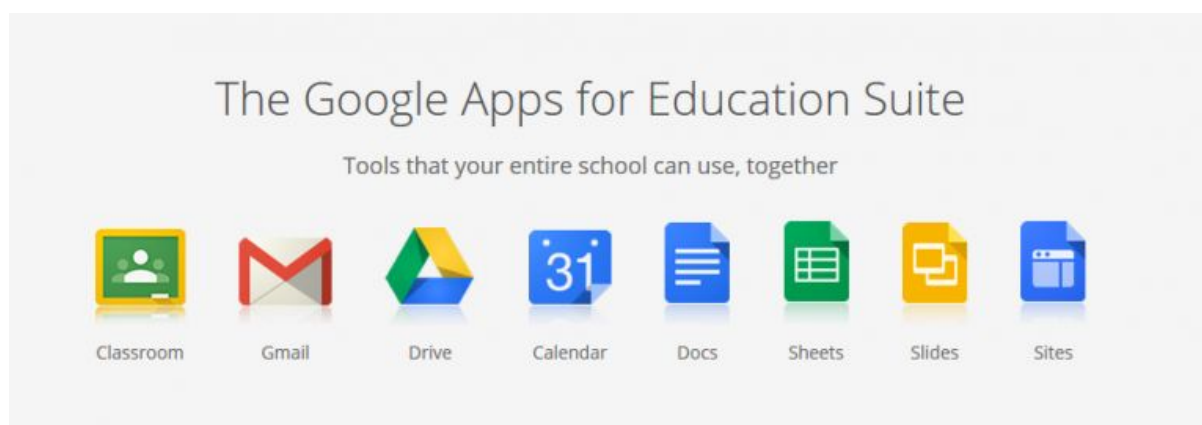 The Google Apps for Education Suite
Tools that your entire school can use, together
31
Classroom Gmail Drive Calendar Docs Sheets Slides Sites